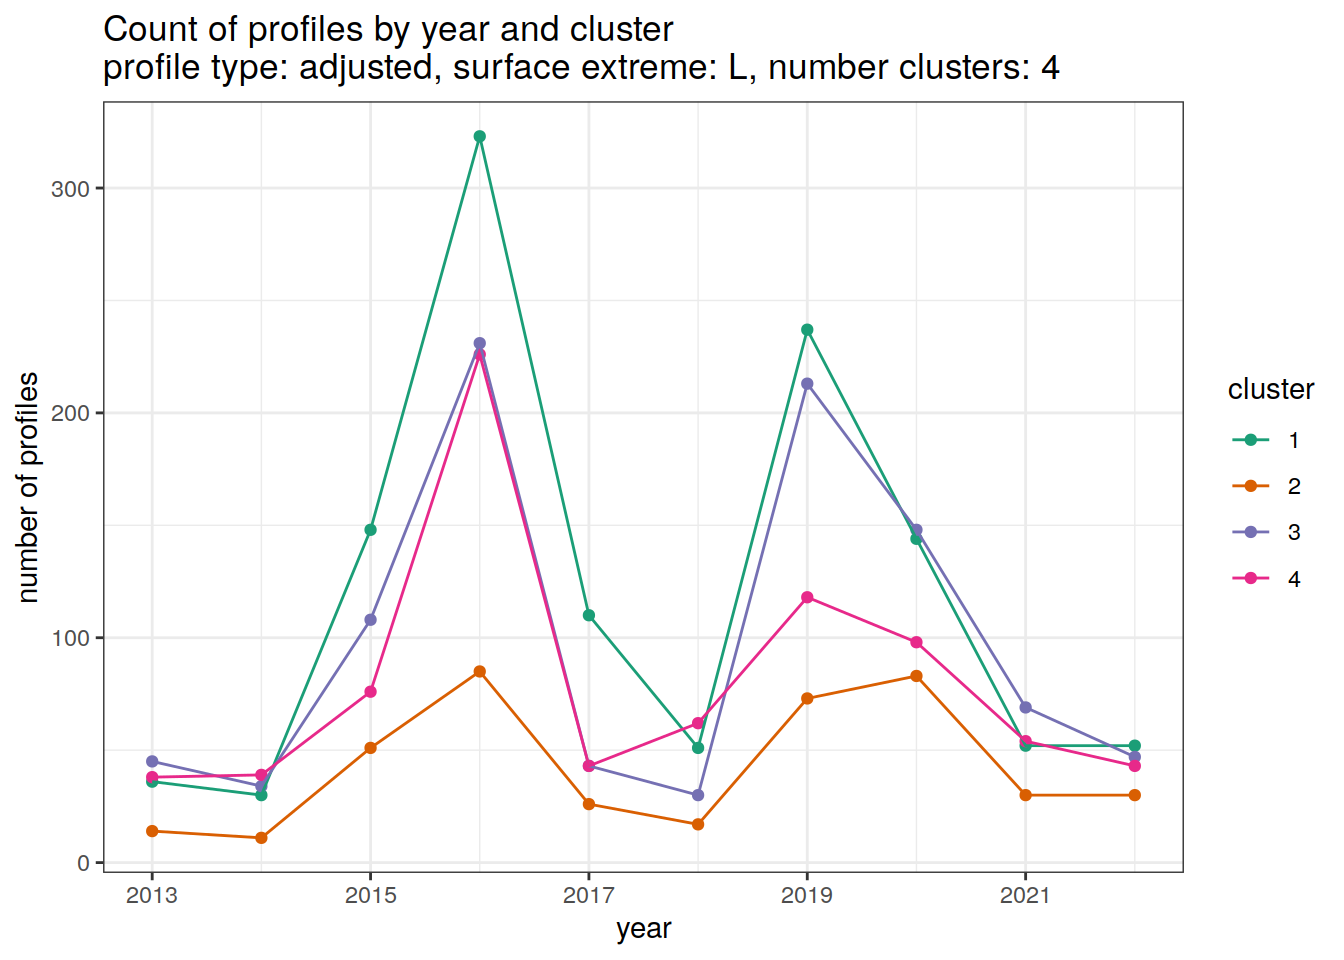 Count of profiles by year and cluster
profile type: adjusted, surface extreme: L, number clusters: 4
number of profiles
300
200
100
0
2013 2015 2017 2019 2021
year
cluster
1
2
3
4